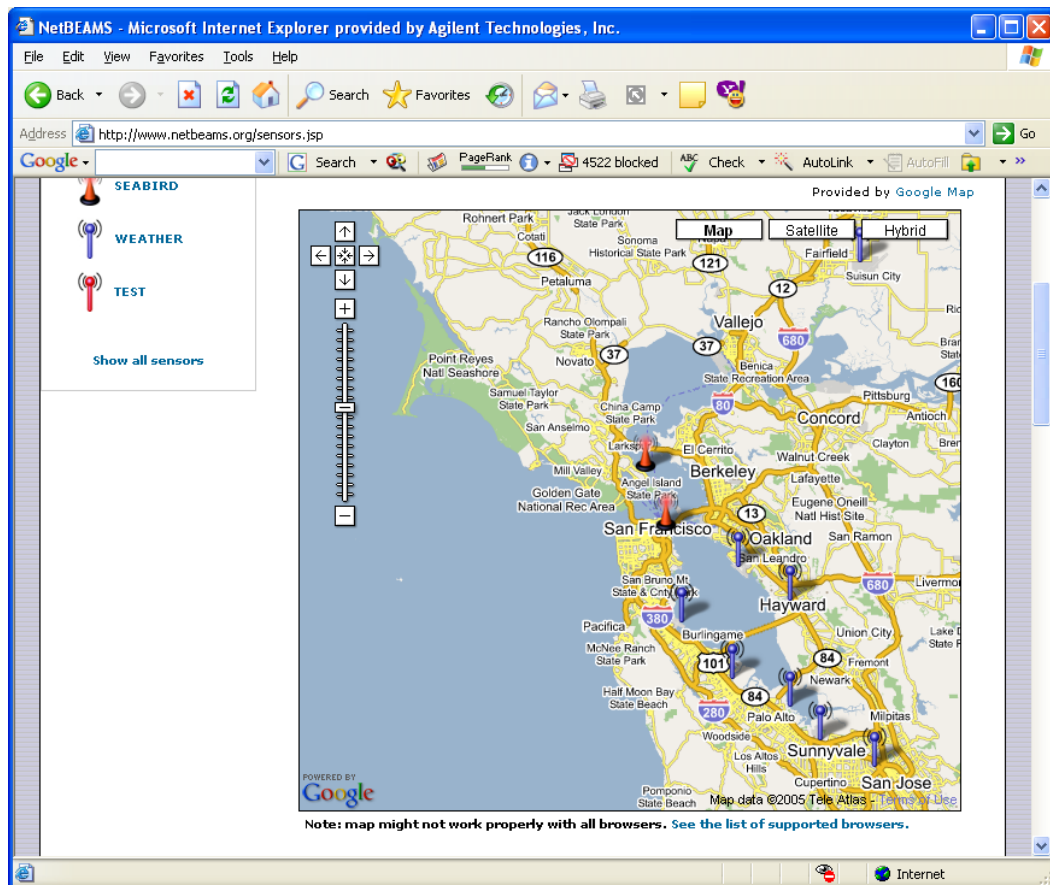 NetBEAMS - Microsoft Internet Explorer provided by Agilent Technologies, Inc.
File Edit View Favorites Tools Help
Back Search Favorites
Address http://www.netbeams.org/sensors.jsp Go
Google Search PageRank 4522 blocked ABC Check AutoLink AutoFill
SEABIRD
WEATHER
TEST
Show all sensors
Provided by Google Map
Map Satellite Hybrid
Rohnert Park
State Park
Cotati
Sonoma
Historical State Park
116
121
Fairfield
Suisun City
Petaluma
12
Rancho Olompali
State Park
Vallejo
37
37
680
Novato
Point Reyes
Natl Seashore
Benica
State Recreation Area
160
Samuel Taylor
State Park
China Camp
State Park
80
Pittsburg
Antioch
Concord
San Anselmo
Larkspur
El Cerrito
Clayton
Walnut Creek
Mill Valley
Berkeley
Angel Island
State Park
Lafayette
Golden Gate
National Rec Area
Eugene Oneill
Natl Hist Site
13
San Francisco
Oakland
San Ramon
San Leandro
San Bruno Mt
State & Cnty Park
680
Livermo
Hayward
380
Pacifica
Burlingame
Union City
McNee Ranch
State Park
101
84
Fremont
Newark
Half Moon Bay
State Beach
84
280
Palo Alto
Milpitas
Woodside
Los Altos
Hills
Sunnyvale
Cupertino
San Jose
Pomponio
State Beach
POWERED BY
Google
Map data ©2005 Tele Atlas - Terms of Use
Note: map might not work properly with all browsers. See the list of supported browsers.
Internet